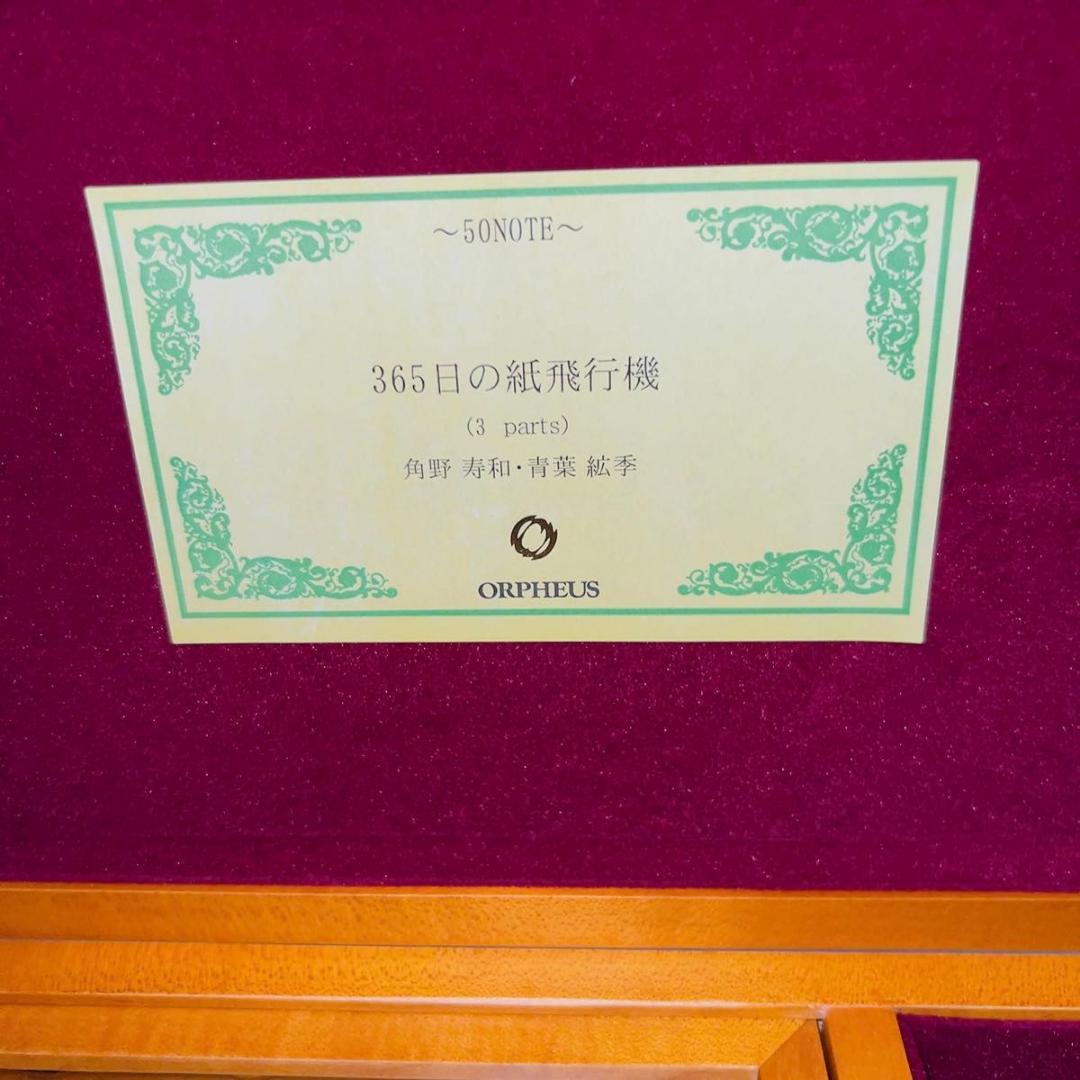 ～50NOTE～
365日の紙飛行機
(3 parts)
角野 寿和・青葉 紘季
ORPHEUS